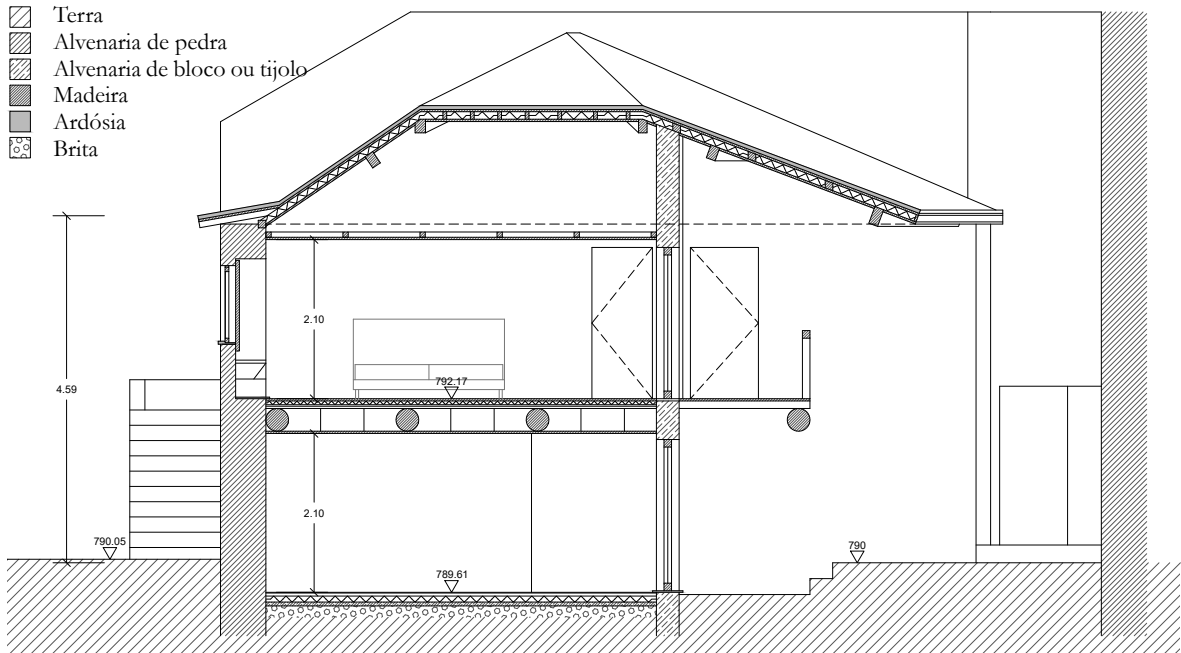 Terra
Alvenaria de pedra
Alvenaria de bloco ou tijolo
Madeira
Ardósia
Brita
2.10
792.17
4.59
2.10
790.05
790
789.61